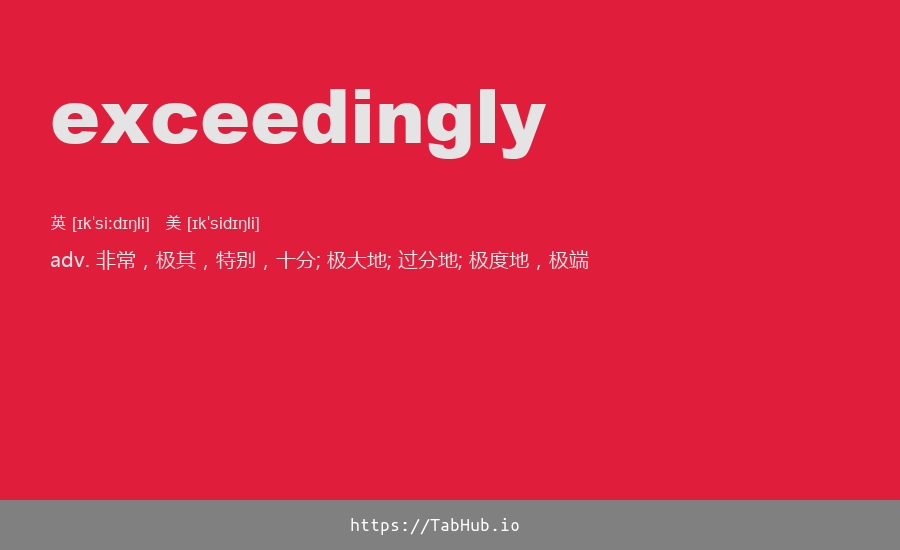 exceedingly
英 [ɪkˈsiːdɪŋli] 美 [ɪkˈsidɪŋli]
adv. 非常，极其，特别，十分; 极大地; 过分地; 极度地，极端
https://TabHub.io